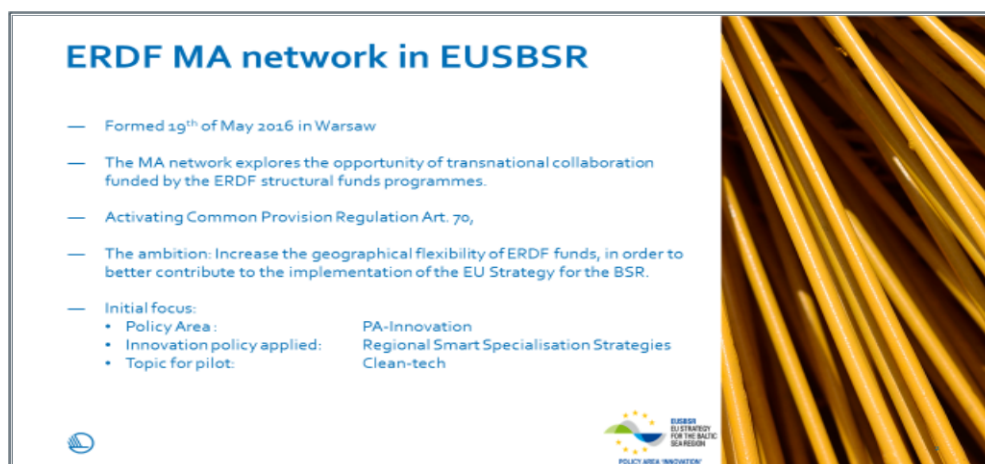 ERDF MA network in EUSBSR
— Formed 19th of May 2016 in Warsaw
— The MA network explores the opportunity of transnational collaboration
funded by the ERDF structural funds programmes.
— Activating Common Provision Regulation Art. 70,
— The ambition: Increase the geographical flexibility of ERDF funds, in order to
better contribute to the implementation of the EU Strategy for the BSR.
— Initial focus:
• Policy Area : PA-Innovation
• Innovation policy applied: Regional Smart Specialisation Strategies
• Topic for pilot: Clean-tech
EUSBSR
EU STRATEGY
FOR THE BALTIC
SEA REGION
POLICY AREA 'INNOVATION'